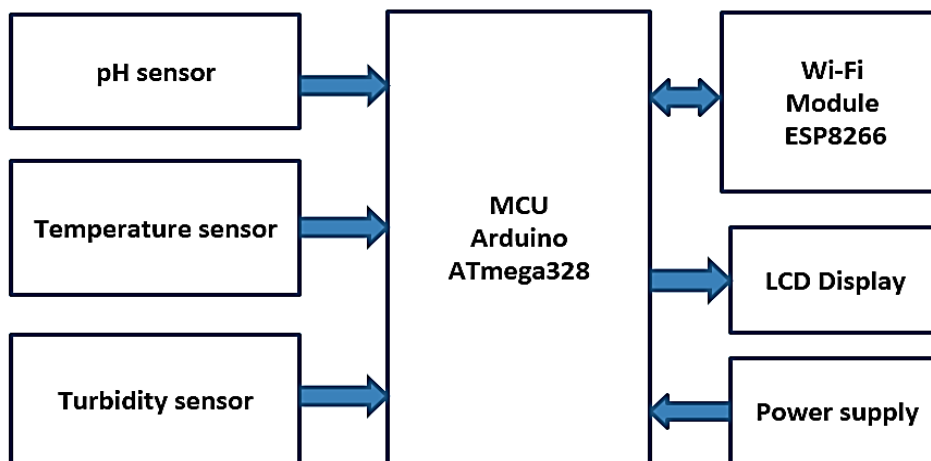 pH sensor
Temperature sensor
Turbidity sensor
MCU
Arduino
ATmega328
Wi-Fi
Module
ESP8266
LCD Display
Power supply